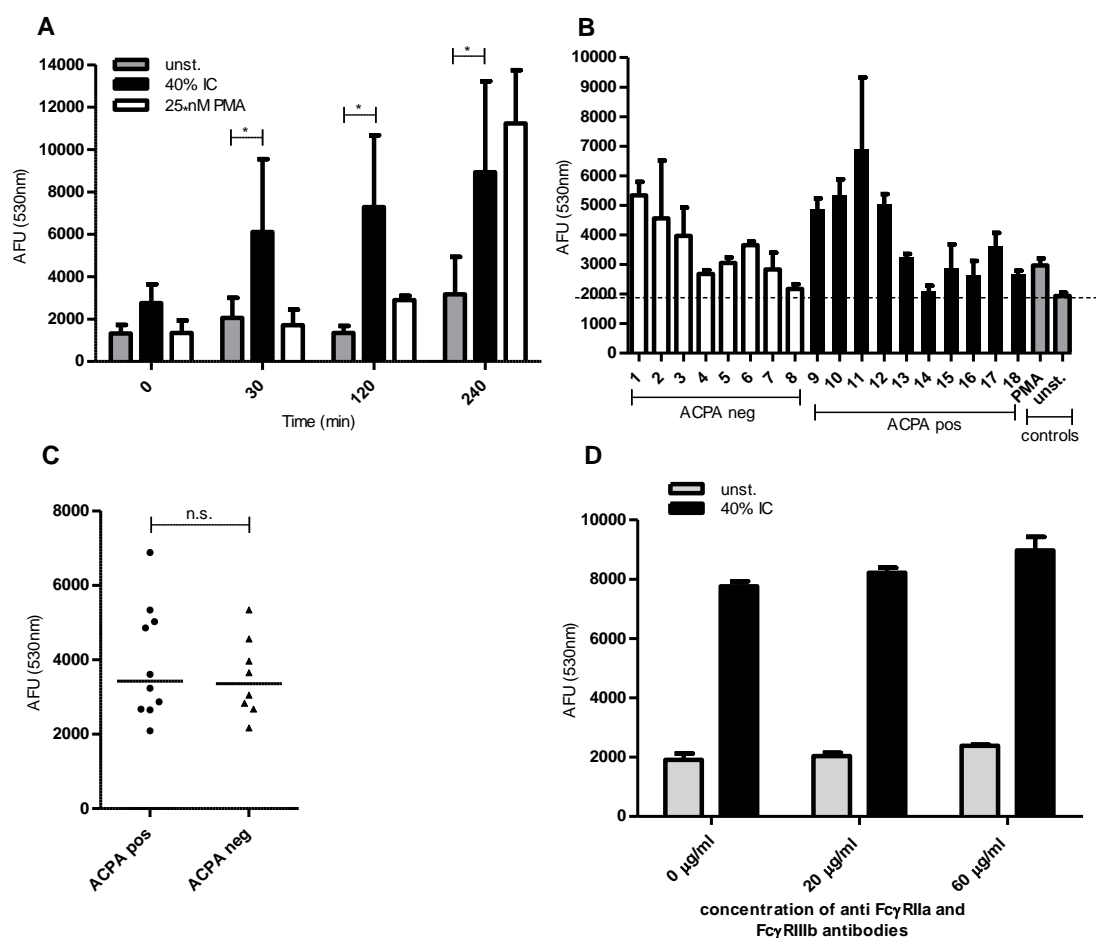 A
unst.
40% IC
25*nM PMA
*
*
*
14000
12000
10000
8000
6000
4000
2000
0
AFU (530nm)
0
30
120
240
Time (min)
B
10000
9000
8000
7000
6000
5000
4000
3000
2000
1000
0
AFU (530nm)
1
2
3
4
5
6
7
8
9
10
11
12
13
14
15
16
17
18
PMA
unst.
ACPA neg
ACPA pos
controls
C
n.s.
8000
6000
4000
2000
0
AFU (530nm)
ACPA pos
ACPA neg
D
unst.
40% IC
10000
8000
6000
4000
2000
0
AFU (530nm)
0 µg/ml
20 µg/ml
60 µg/ml
concentration of anti FcγRIIa and
FcγRIIIb antibodies